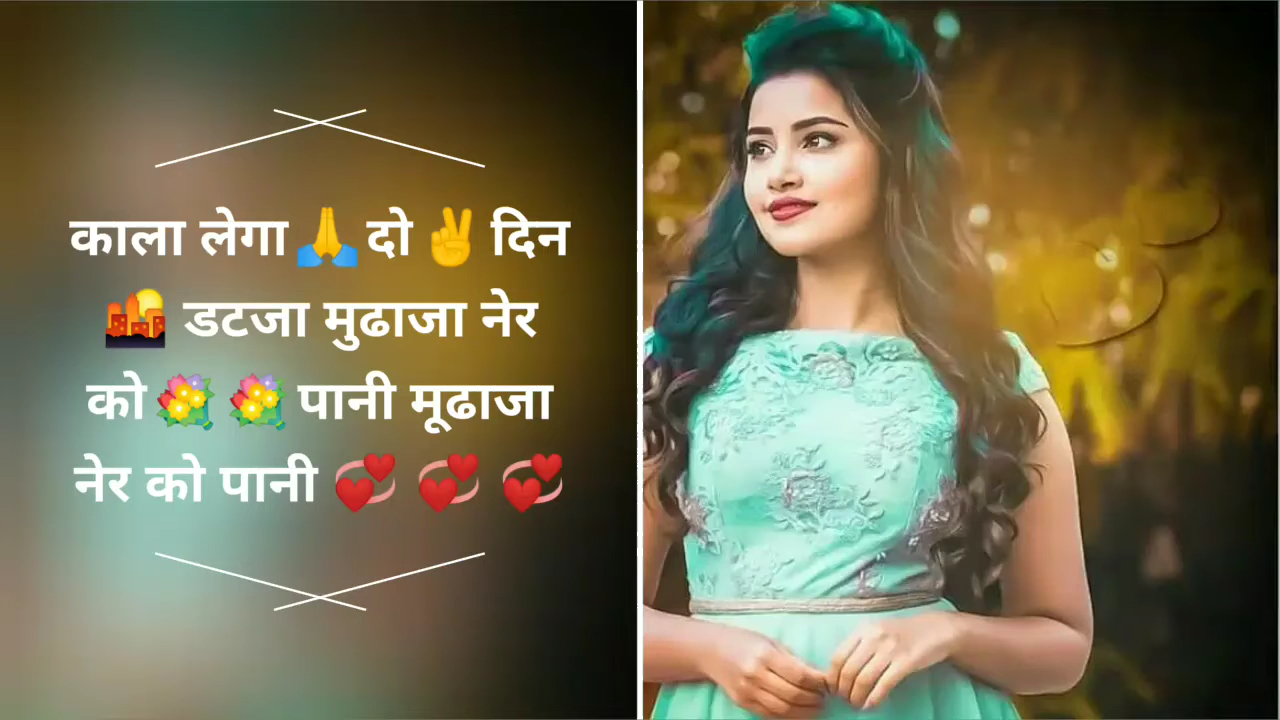 काला लेगा🙏दो ✌️ दिन
🌇 डटजा मुढाजा नेर
को💐 💐 पानी मूढाजा
नेर को पानी 💞 💞 💞